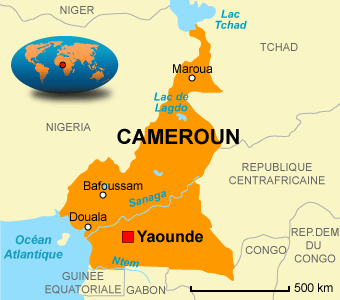 NIGER
Lac
Tchad
TCHAD
Maroua
Lac de
Lagdo
NIGERIA
CAMEROUN
REPUBLIQUE
CENTRAFRICAINE
Bafoussam
Sanaga
Douala
Yaounde
Océan
Atlantique
Ntem
CONGO
REP.DEM
DU
CONGO
GUINEE
EQUATORIALE
GABON
500 km